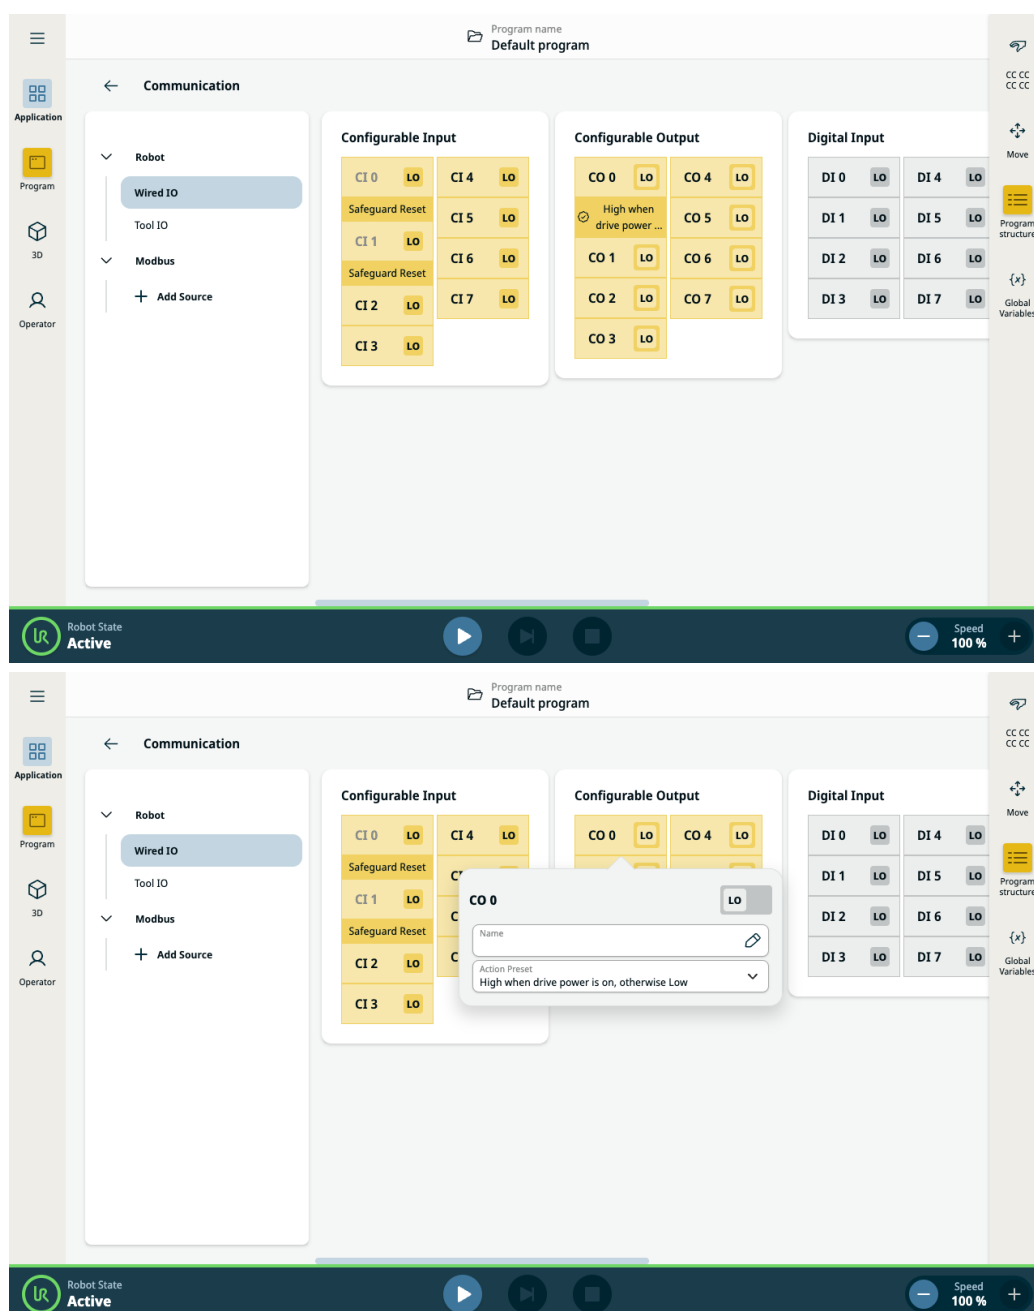 Program name
Default program
Application
Program
3D
Operator
Communication
Robot
Wired IO
Tool IO
Modbus
Add Source
Configurable Input
CI 0 LO CI 4 LO
Safeguard Reset
CI 5 LO
CI 1 LO
CI 6 LO
Safeguard Reset
CI 2 LO CI 7 LO
CI 3 LO
Configurable Output
CO 0 LO CO 4 LO
High when
drive power ...
CO 5 LO
CO 1 LO CO 6 LO
CO 2 LO CO 7 LO
CO 3 LO
Digital Input
DI 0 LO DI 4 LO
DI 1 LO DI 5 LO
DI 2 LO DI 6 LO
DI 3 LO DI 7 LO
CC CC
CC CC
Move
Program
structure
{x}
Global
Variables
UR
Robot State
Active
Speed
100 %
Program name
Default program
Application
Program
3D
Operator
Communication
Robot
Wired IO
Tool IO
Modbus
Add Source
Configurable Input
CI 0 LO CI 4 LO
Safeguard Reset
CI 1 LO
Safeguard Reset
CI 2 LO
CI 3 LO
Configurable Output
CO 0 LO CO 4 LO
CO 0 LO
Name
Action Preset
High when drive power is on, otherwise Low
Digital Input
DI 0 LO DI 4 LO
DI 1 LO DI 5 LO
DI 2 LO DI 6 LO
DI 3 LO DI 7 LO
CC CC
CC CC
Move
Program
structure
{x}
Global
Variables
UR
Robot State
Active
Speed
100 %